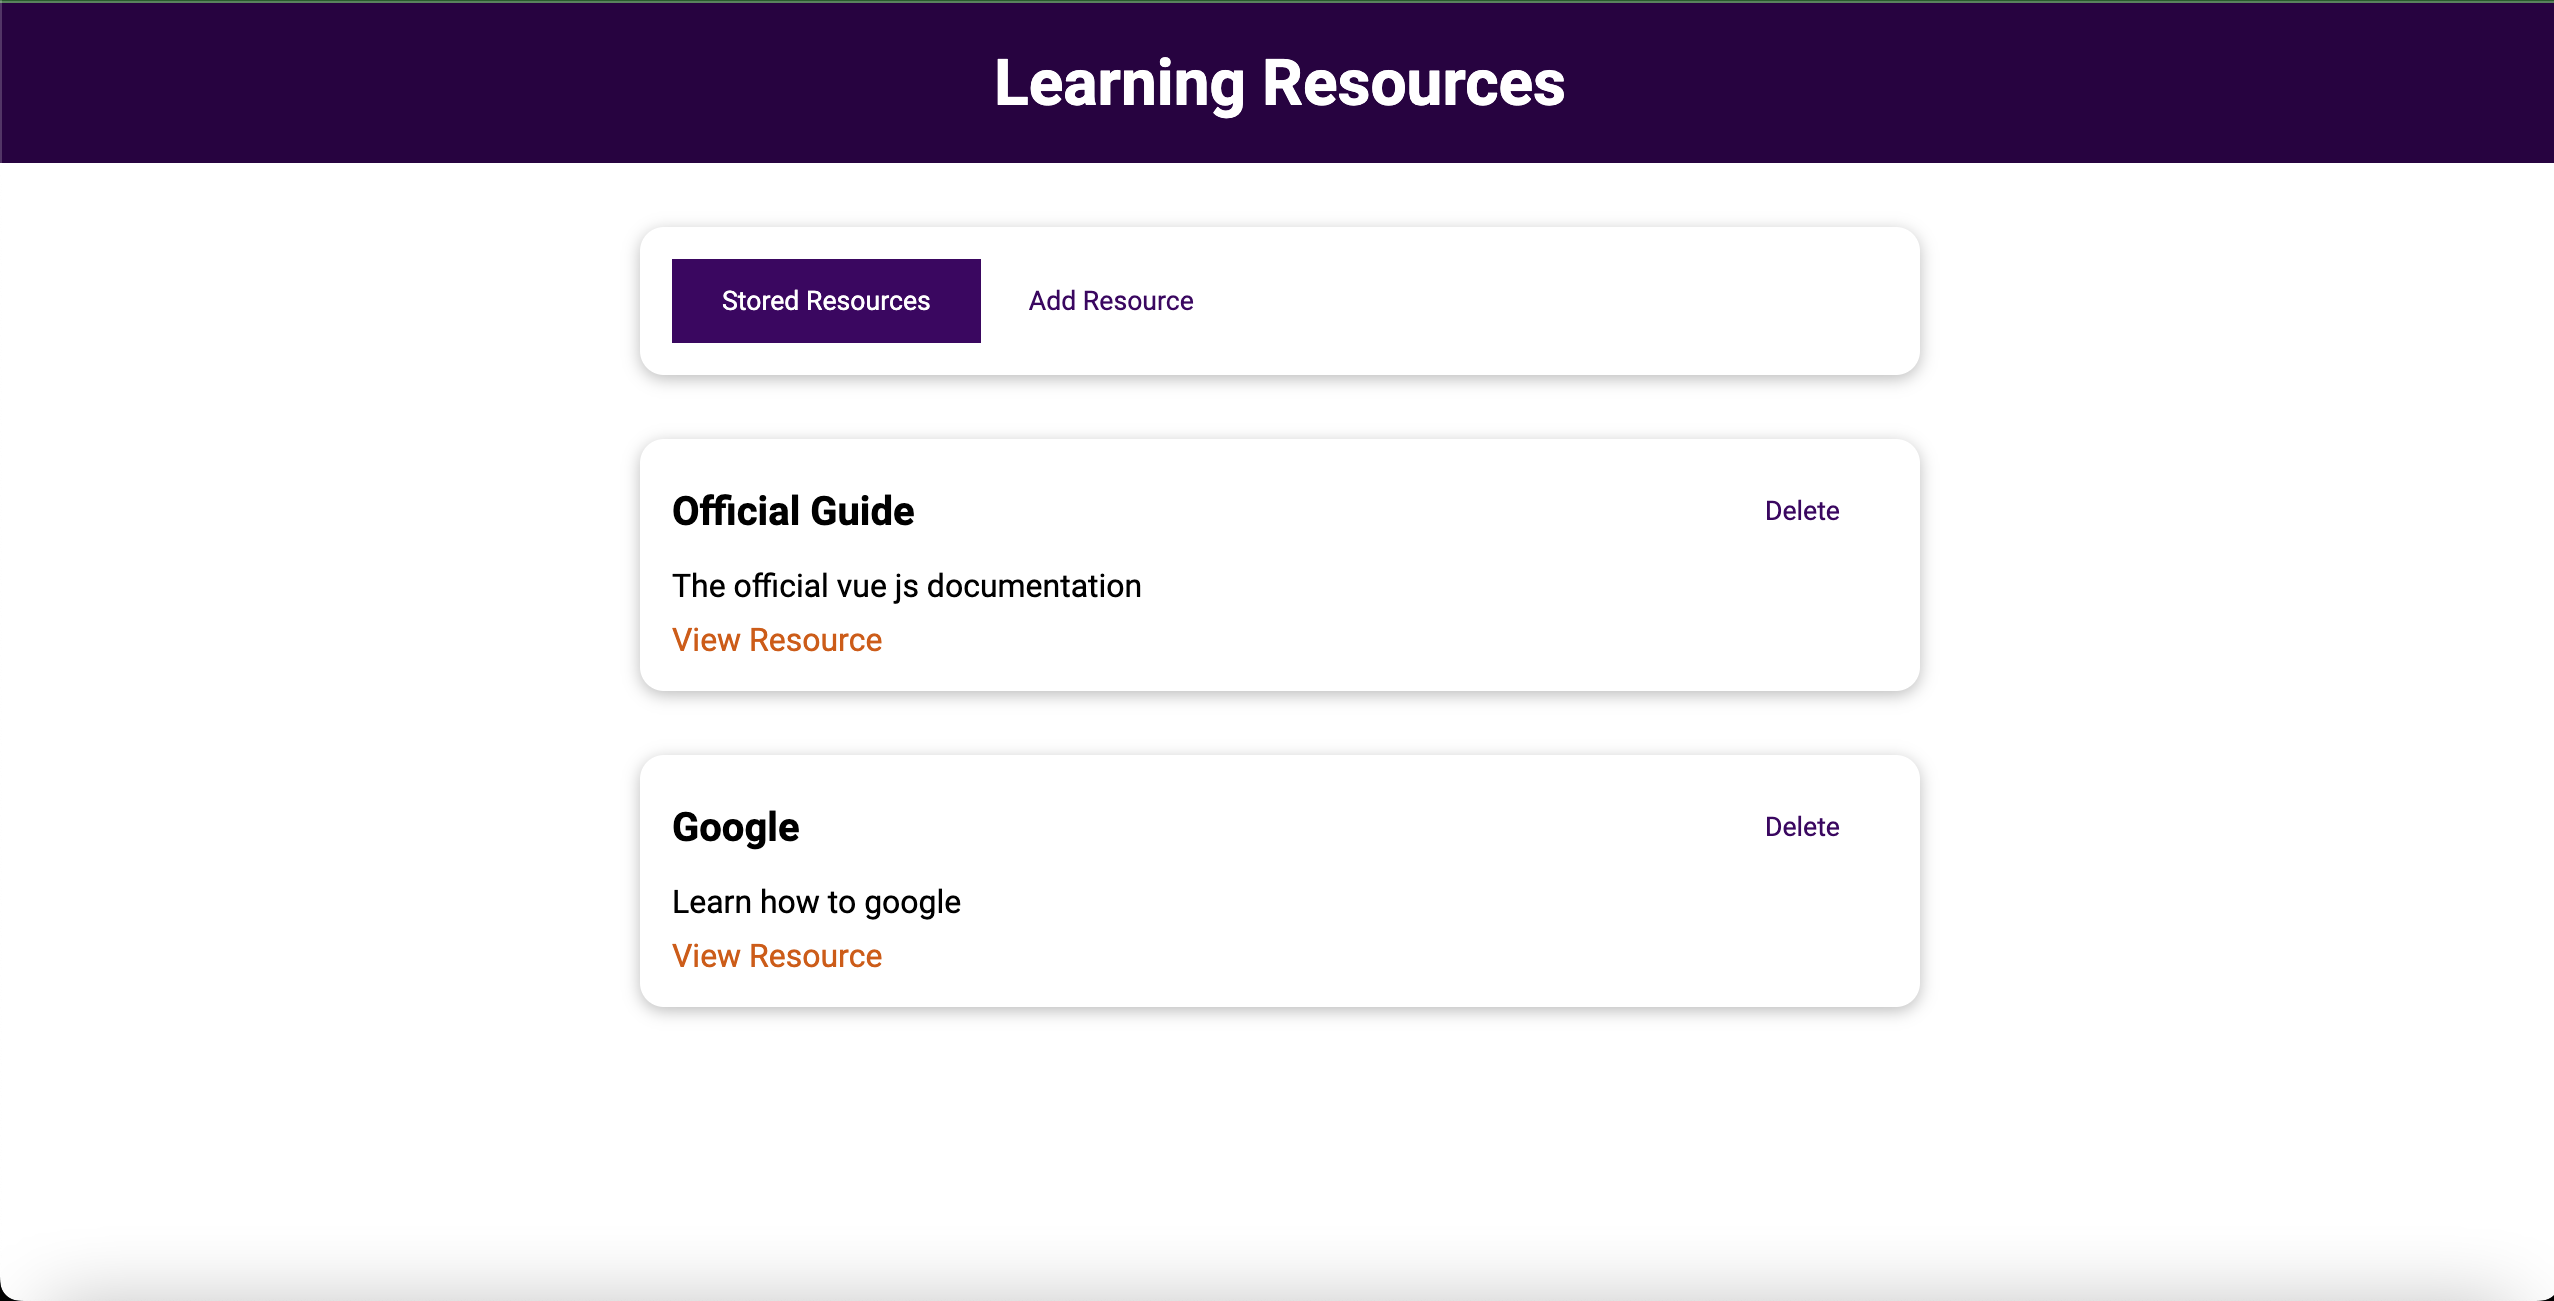 Learning Resources
Stored Resources Add Resource
Official Guide Delete
The official vue js documentation
View Resource
Google Delete
Learn how to google
View Resource